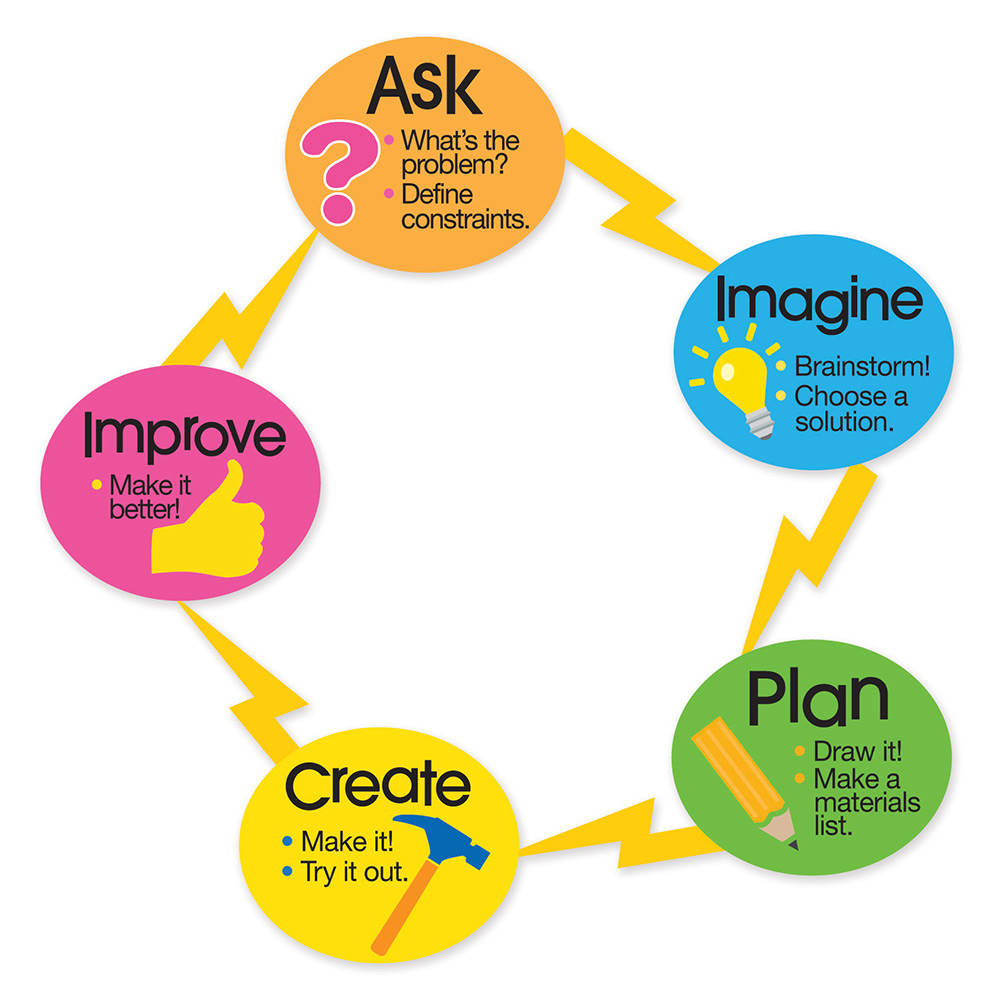 Ask
• What's the
problem?
• Define
constraints.
Imagine
• Brainstorm!
• Choose a
solution.
Plan
• Draw it!
• Make a
materials
list.
Create
• Make it!
• Try it out.
Improve
• Make it
better!